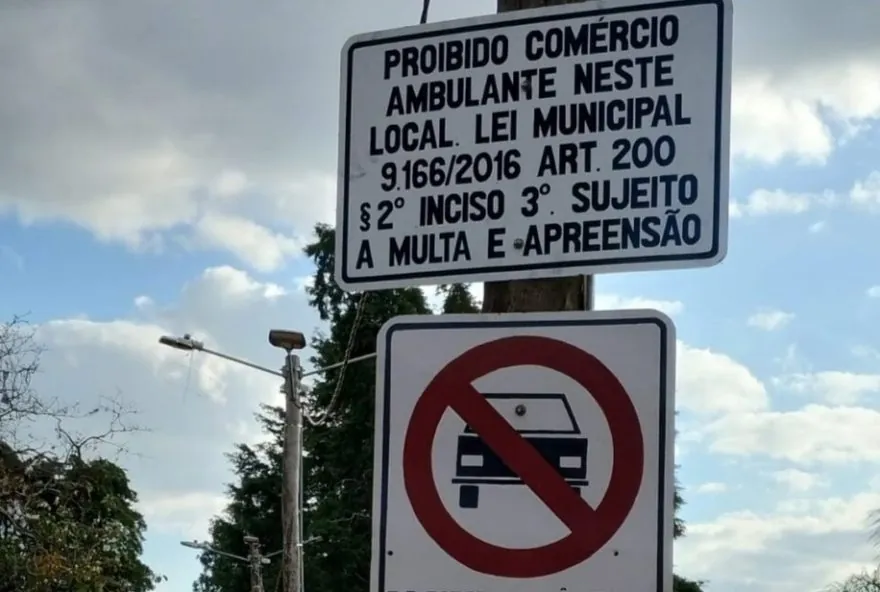 PROIBIDO COMÉRCIO
AMBULANTE NESTE
LOCAL. LEI MUNICIPAL
9.166/2016 ART. 200
§ 2° INCISO 3°. SUJEITO
A MULTA E APREENSÃO